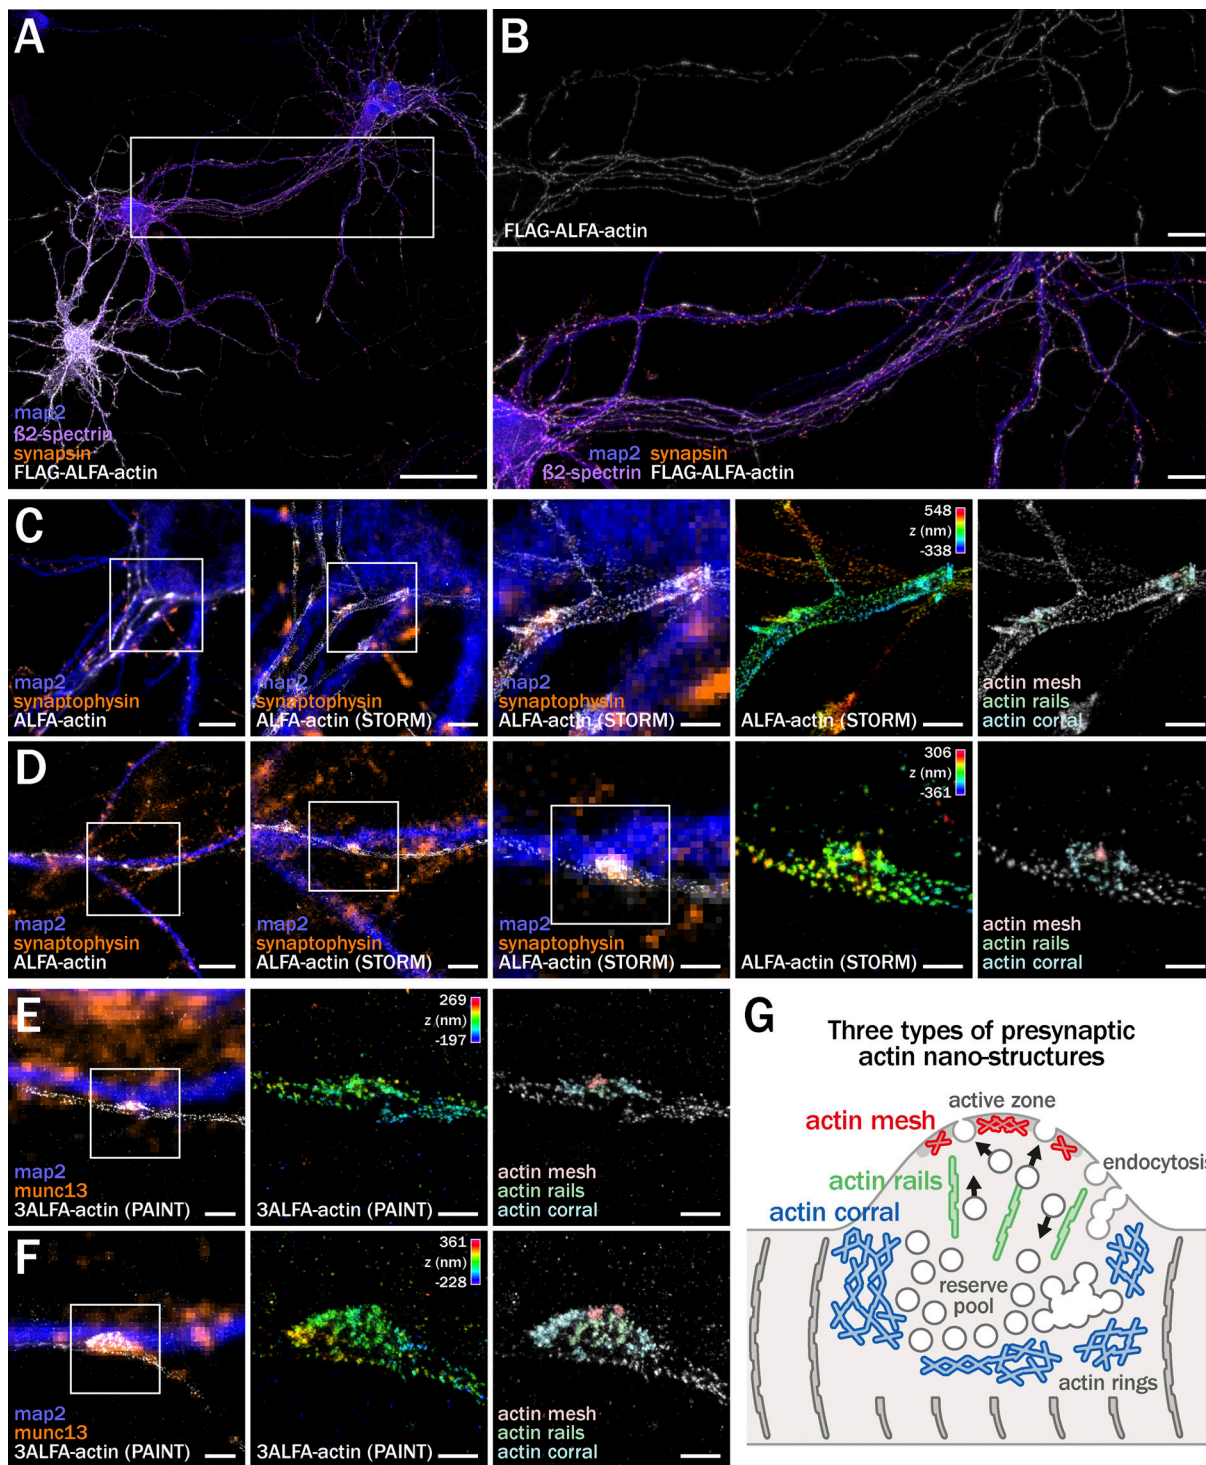 A
map2
ß2-spectrin
synapsin
FLAG-ALFA-actin
B
FLAG-ALFA-actin
map2 synapsin
ß2-spectrin FLAG-ALFA-actin
C
map2
synaptophysin
ALFA-actin
map2
synaptophysin
ALFA-actin (STORM)
map2
synaptophysin
ALFA-actin (STORM)
548
z (nm)
-338
ALFA-actin (STORM)
actin mesh
actin rails
actin corral
D
map2
synaptophysin
ALFA-actin
map2
synaptophysin
ALFA-actin (STORM)
map2
synaptophysin
ALFA-actin (STORM)
306
z (nm)
-361
ALFA-actin (STORM)
actin mesh
actin rails
actin corral
E
map2
munc13
3ALFA-actin (PAINT)
269
z (nm)
-197
3ALFA-actin (PAINT)
actin mesh
actin rails
actin corral
F
map2
munc13
3ALFA-actin (PAINT)
361
z (nm)
-228
3ALFA-actin (PAINT)
actin mesh
actin rails
actin corral
G
Three types of presynaptic
actin nano-structures
active zone
actin mesh
endocytosis
actin rails
actin corral
reserve
pool
actin rings